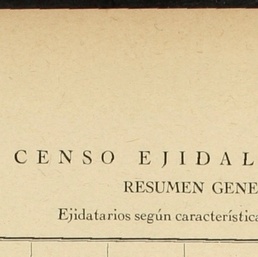 CENSO EJIDAL
RESUMEN GENE
Ejidatarios según característica